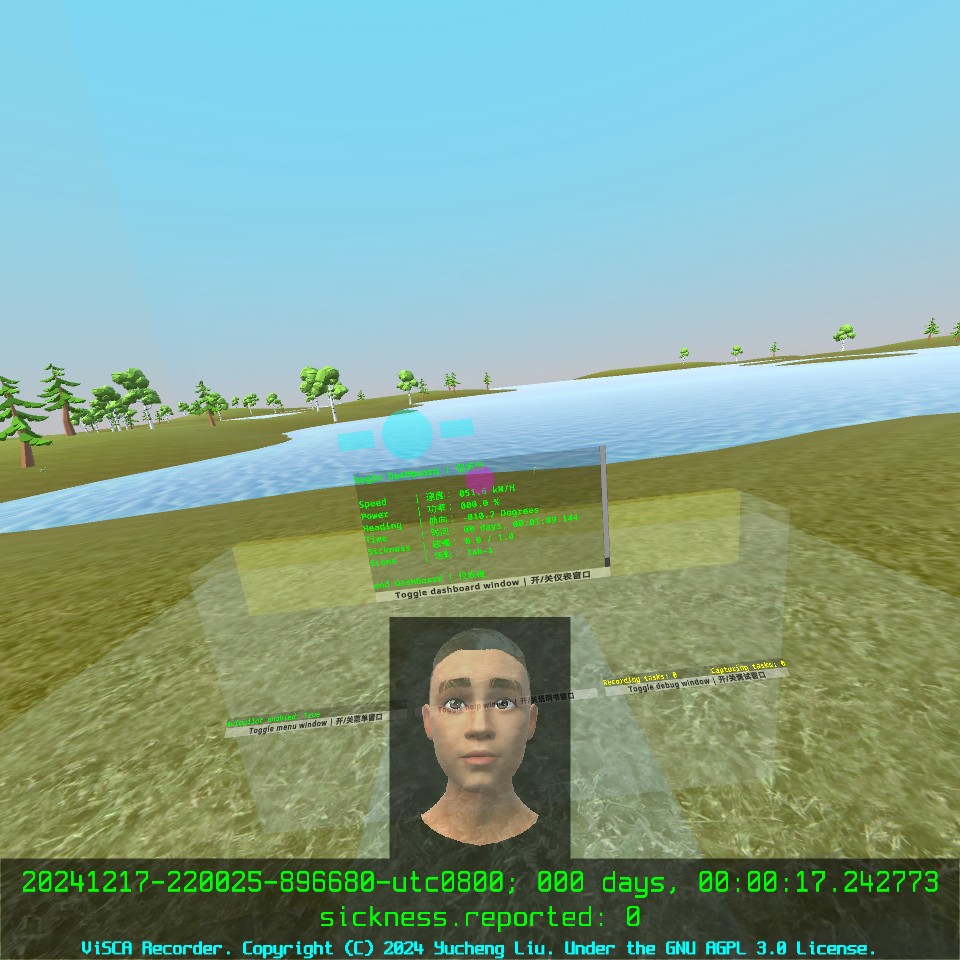 Speed | 速度: 051.6 kM/H
Power | 功率: 000.0 %
Heading | 航向: -010.2 Degrees
Time | 时间: 00 days, 00:01:09.144
Sickness | 0.0 / 1.0
Toggle dashboard window | 开/关仪表窗口
Recording tasks: 0 Capturing tasks: 0
Toggle debug window | 开/关调试窗口
Autopilot enabled: True
Toggle menu window | 开/关菜单窗口
20241217-220025-896680-utc0800; 000 days, 00:00:17.242773
sickness.reported: 0
ViSCA Recorder. Copyright (C) 2024 Yucheng Liu. Under the GNU AGPL 3.0 License.